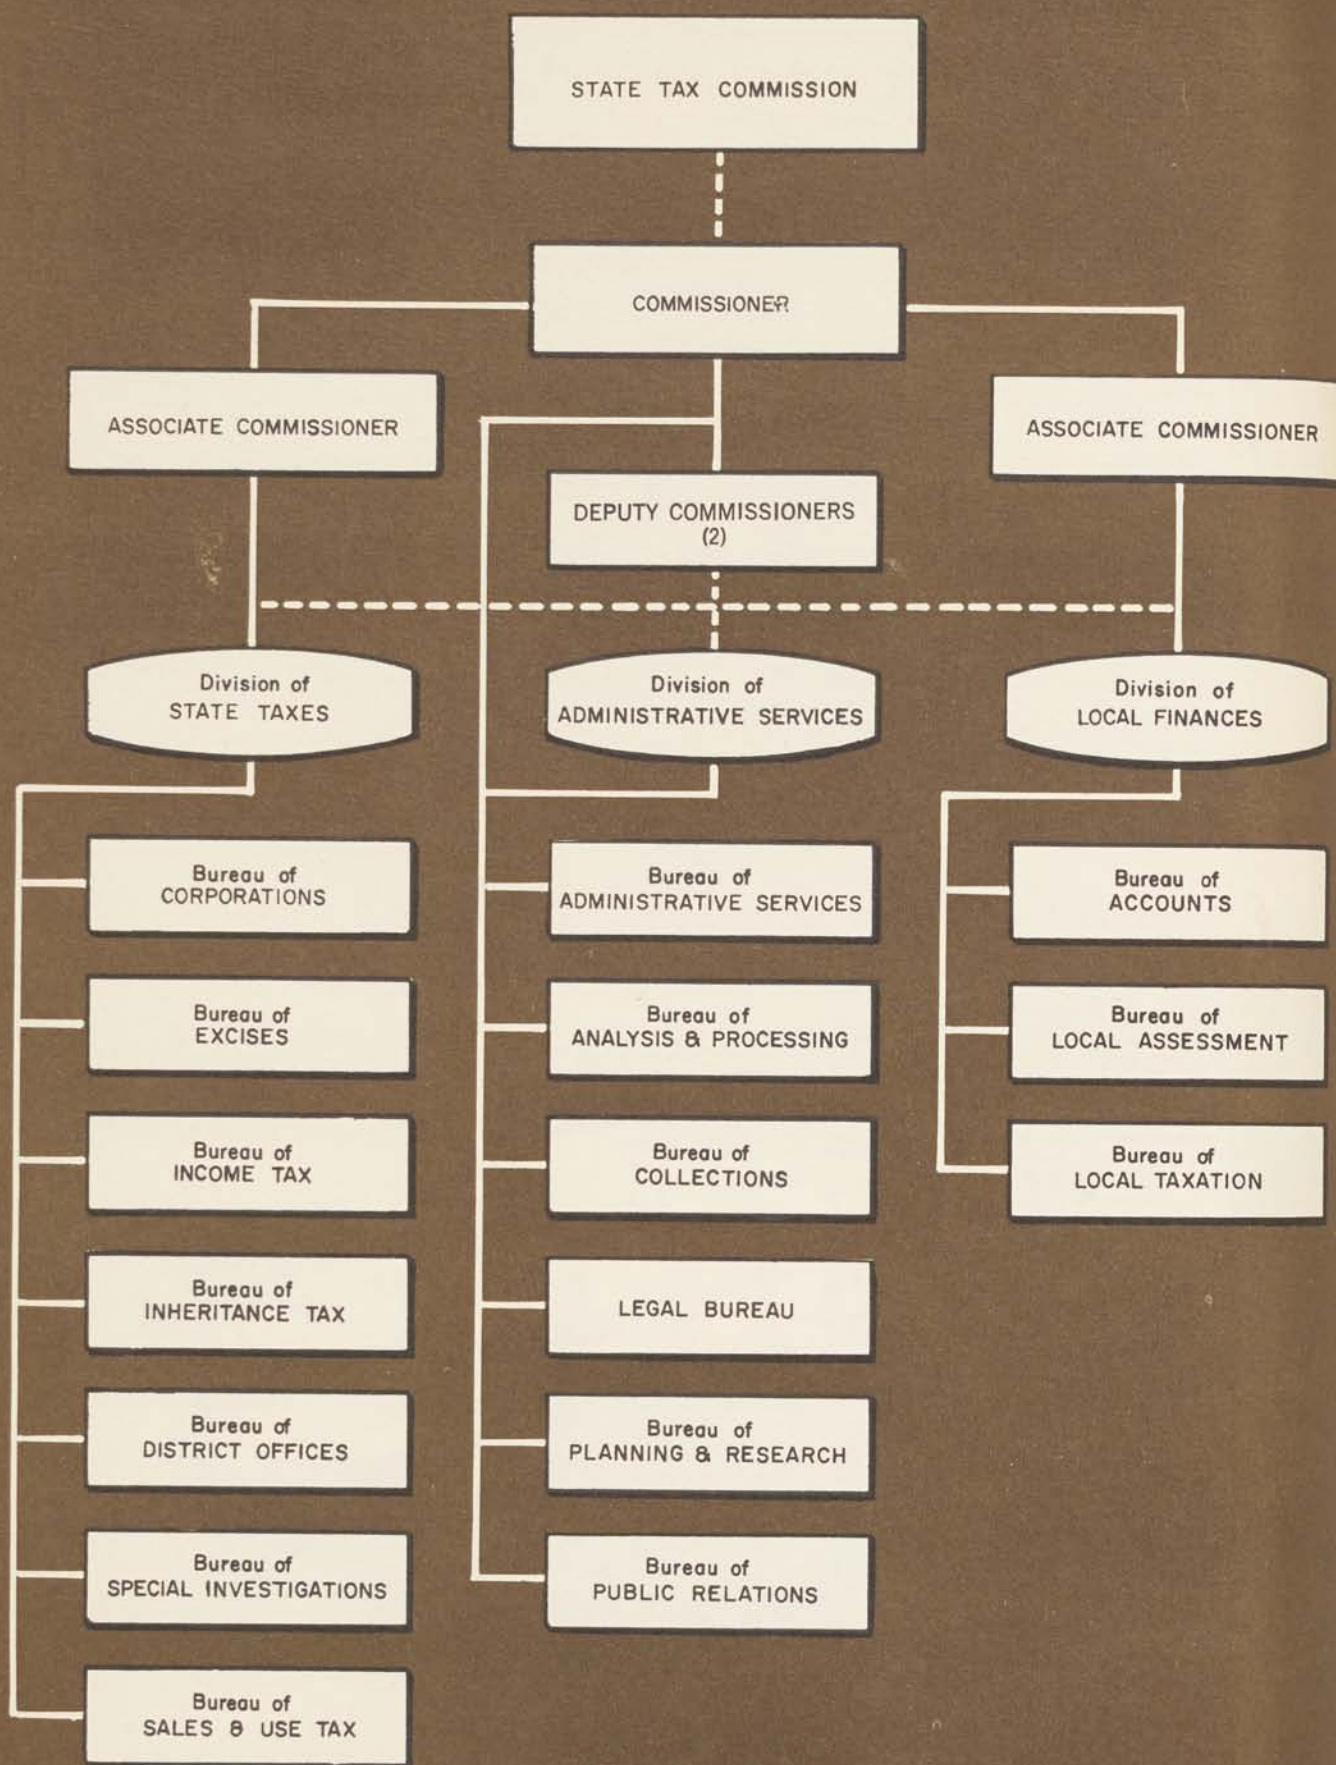 STATE TAX COMMISSION
COMMISSIONER
ASSOCIATE COMMISSIONER
ASSOCIATE COMMISSIONER
DEPUTY COMMISSIONERS
(2)
Division of
STATE TAXES
Division of
ADMINISTRATIVE SERVICES
Division of
LOCAL FINANCES
Bureau of
CORPORATIONS
Bureau of
EXCISES
Bureau of
INCOME TAX
Bureau of
INHERITANCE TAX
Bureau of
DISTRICT OFFICES
Bureau of
SPECIAL INVESTIGATIONS
Bureau of
SALES & USE TAX
Bureau of
ADMINISTRATIVE SERVICES
Bureau of
ANALYSIS & PROCESSING
Bureau of
COLLECTIONS
LEGAL BUREAU
Bureau of
PLANNING & RESEARCH
Bureau of
PUBLIC RELATIONS
Bureau of
ACCOUNTS
Bureau of
LOCAL ASSESSMENT
Bureau of
LOCAL TAXATION